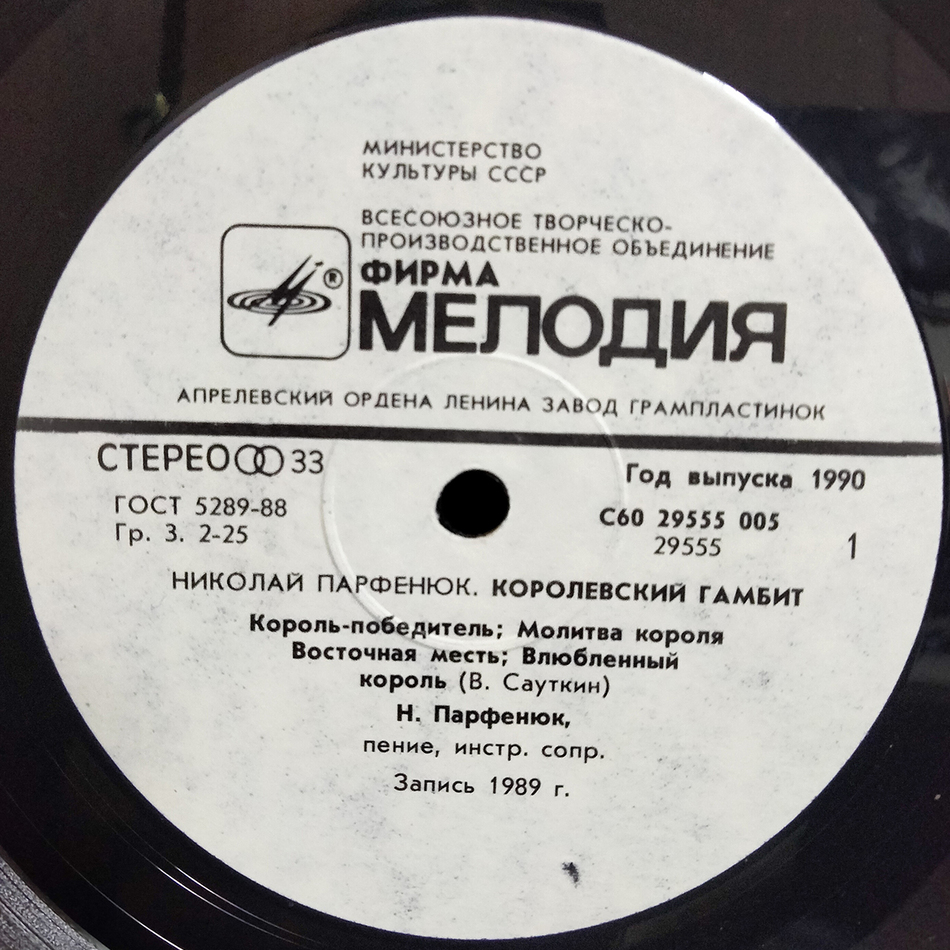 МИНИСТЕРСТВО
КУЛЬТУРЫ СССР
ВСЕСОЮЗНОЕ ТВОРЧЕСКО-
ПРОИЗВОДСТВЕННОЕ ОБЪЕДИНЕНИЕ
®
ФИРМА
МЕЛОДИЯ
АПРЕЛЕВСКИЙ ОРДЕНА ЛЕНИНА ЗАВОД ГРАМПЛАСТИНОК
СТЕРЕО 33
Год выпуска 1990
ГОСТ 5289-88
С60 29555 005
Гр. 3. 2-25
29555
1
НИКОЛАЙ ПАРФЕНЮК. КОРОЛЕВСКИЙ ГАМБИТ
Король-победитель; Молитва короля
Восточная месть; Влюбленный
король (В. Сауткин)
Н. Парфенюк,
пение, инстр. сопр.
Запись 1989 г.